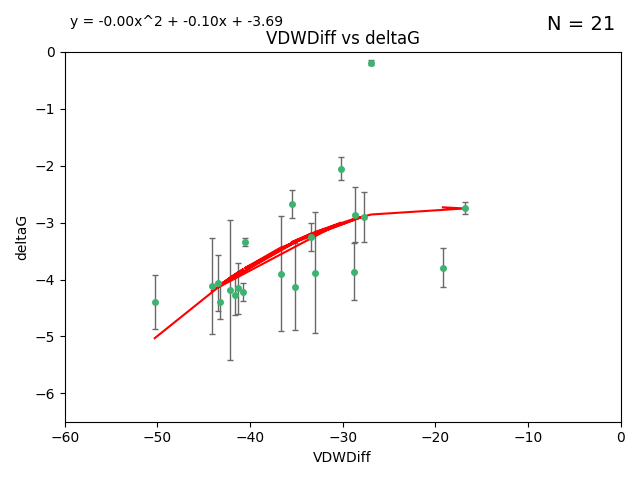 y = -0.00x^2 + -0.10x + -3.69
N = 21
VDWDiff vs deltaG
0
−1
−2
−3
−4
−5
−6
deltaG
−60 −50 −40 −30 −20 −10 0
VDWDiff